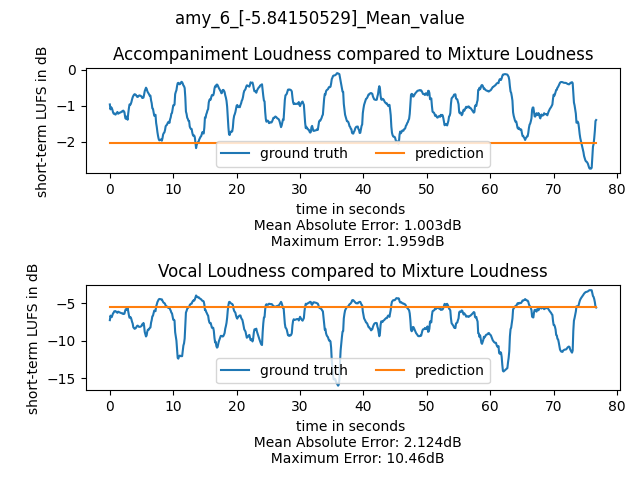 amy_6_[-5.84150529]_Mean_value
Accompaniment Loudness compared to Mixture Loudness
short-term LUFS in dB
0
−1
−2
ground truth
prediction
0 10 20 30 40 50 60 70 80
time in seconds
Mean Absolute Error: 1.003dB
Maximum Error: 1.959dB
Vocal Loudness compared to Mixture Loudness
short-term LUFS in dB
−5
−10
−15
ground truth
prediction
0 10 20 30 40 50 60 70 80
time in seconds
Mean Absolute Error: 2.124dB
Maximum Error: 10.46dB